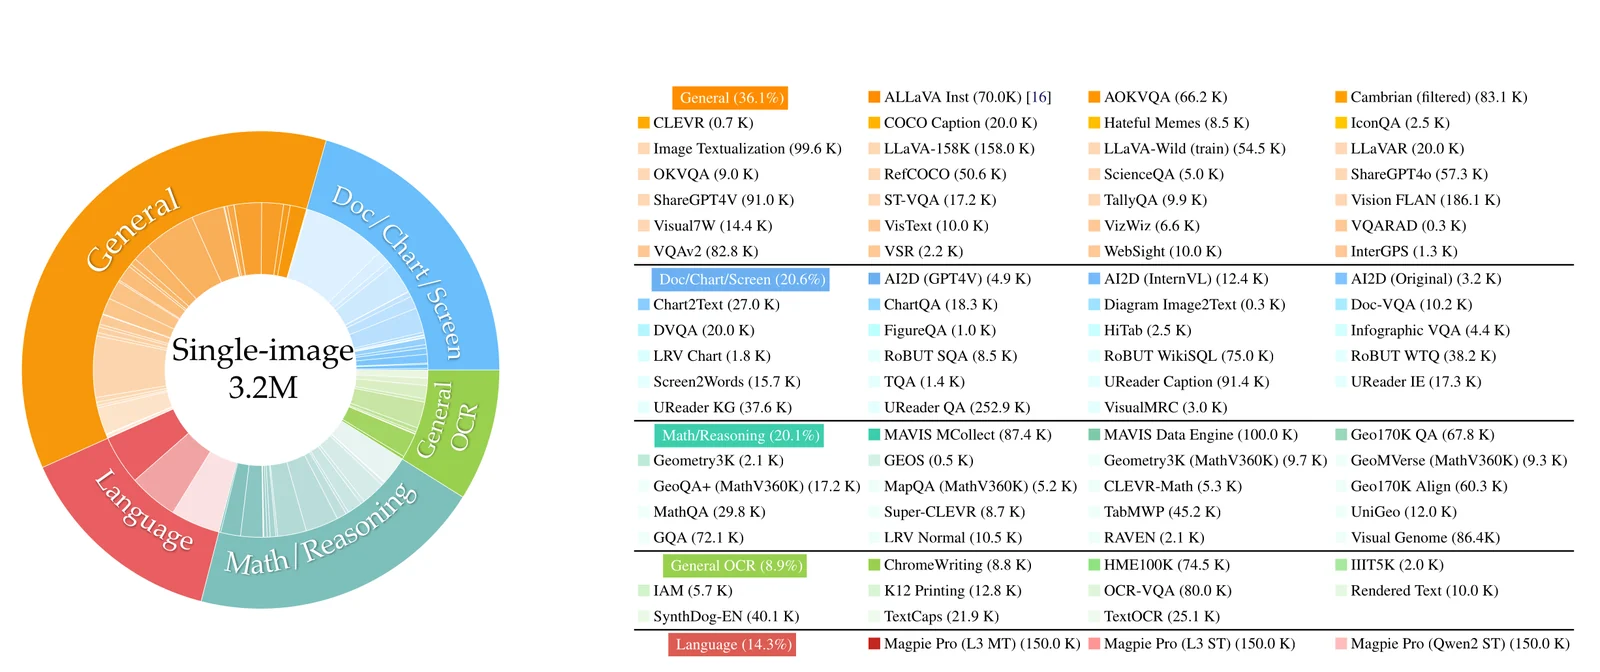 General
Doc/Chart/Screen
General
OCR
Math/Reasoning
Language
Single-image
3.2M
General (36.1%) ALLaVA Inst (70.0K) [16] AOKVQA (66.2 K) Cambrian (filtered) (83.1 K)
CLEVR (0.7 K) COCO Caption (20.0 K) Hateful Memes (8.5 K) IconQA (2.5 K)
Image Textualization (99.6 K) LLaVA-158K (158.0 K) LLaVA-Wild (train) (54.5 K) LLaVAR (20.0 K)
OKVQA (9.0 K) RefCOCO (50.6 K) ScienceQA (5.0 K) ShareGPT4o (57.3 K)
ShareGPT4V (91.0 K) ST-VQA (17.2 K) TallyQA (9.9 K) Vision FLAN (186.1 K)
Visual7W (14.4 K) VisText (10.0 K) VizWiz (6.6 K) VQARAD (0.3 K)
VQAv2 (82.8 K) VSR (2.2 K) WebSight (10.0 K) InterGPS (1.3 K)
Doc/Chart/Screen (20.6%) AI2D (GPT4V) (4.9 K) AI2D (InternVL) (12.4 K) AI2D (Original) (3.2 K)
Chart2Text (27.0 K) ChartQA (18.3 K) Diagram Image2Text (0.3 K) Doc-VQA (10.2 K)
DVQA (20.0 K) FigureQA (1.0 K) HiTab (2.5 K) Infographic VQA (4.4 K)
LRV Chart (1.8 K) RoBUT SQA (8.5 K) RoBUT WikiSQL (75.0 K) RoBUT WTQ (38.2 K)
Screen2Words (15.7 K) TQA (1.4 K) UReader Caption (91.4 K) UReader IE (17.3 K)
UReader KG (37.6 K) UReader QA (252.9 K) VisualMRC (3.0 K)
Math/Reasoning (20.1%) MAVIS MCollect (87.4 K) MAVIS Data Engine (100.0 K) Geo170K QA (67.8 K)
Geometry3K (2.1 K) GEOS (0.5 K) Geometry3K (MathV360K) (9.7 K) GeoMVerse (MathV360K) (9.3 K)
GeoQA+ (MathV360K) (17.2 K) MapQA (MathV360K) (5.2 K) CLEVR-Math (5.3 K) Geo170K Align (60.3 K)
MathQA (29.8 K) Super-CLEVR (8.7 K) TabMWP (45.2 K) UniGeo (12.0 K)
GQA (72.1 K) LRV Normal (10.5 K) RAVEN (2.1 K) Visual Genome (86.4K)
General OCR (8.9%) ChromeWriting (8.8 K) HME100K (74.5 K) IIIT5K (2.0 K)
IAM (5.7 K) K12 Printing (12.8 K) OCR-VQA (80.0 K) Rendered Text (10.0 K)
SynthDog-EN (40.1 K) TextCaps (21.9 K) TextOCR (25.1 K)
Language (14.3%) Magpie Pro (L3 MT) (150.0 K) Magpie Pro (L3 ST) (150.0 K) Magpie Pro (Qwen2 ST) (150.0 K)